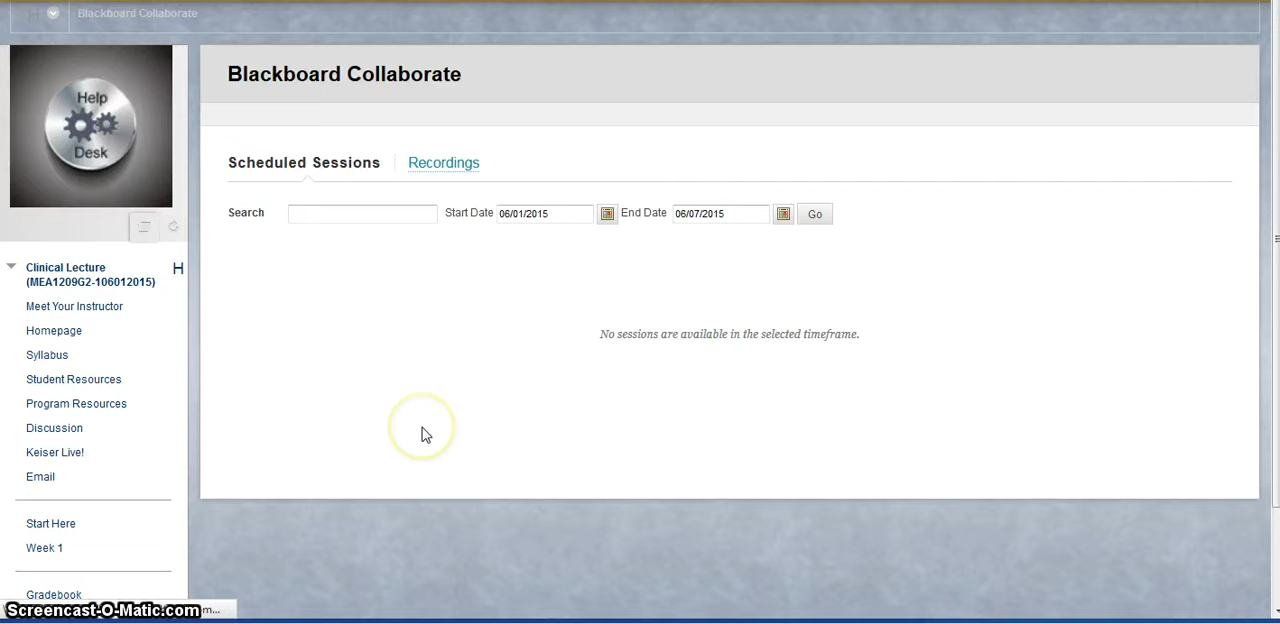 Blackboard Collaborate
Help
Desk
Blackboard Collaborate
Scheduled Sessions
Recordings
Search
Start Date 06/01/2015
End Date 06/07/2015
Go
No sessions are available in the selected timeframe.
Clinical Lecture
(MEA1209G2-106012015)
Meet Your Instructor
Homepage
Syllabus
Student Resources
Program Resources
Discussion
Keiser Live!
Email
Start Here
Week 1
Gradebook
Screencast-O-Matic.com